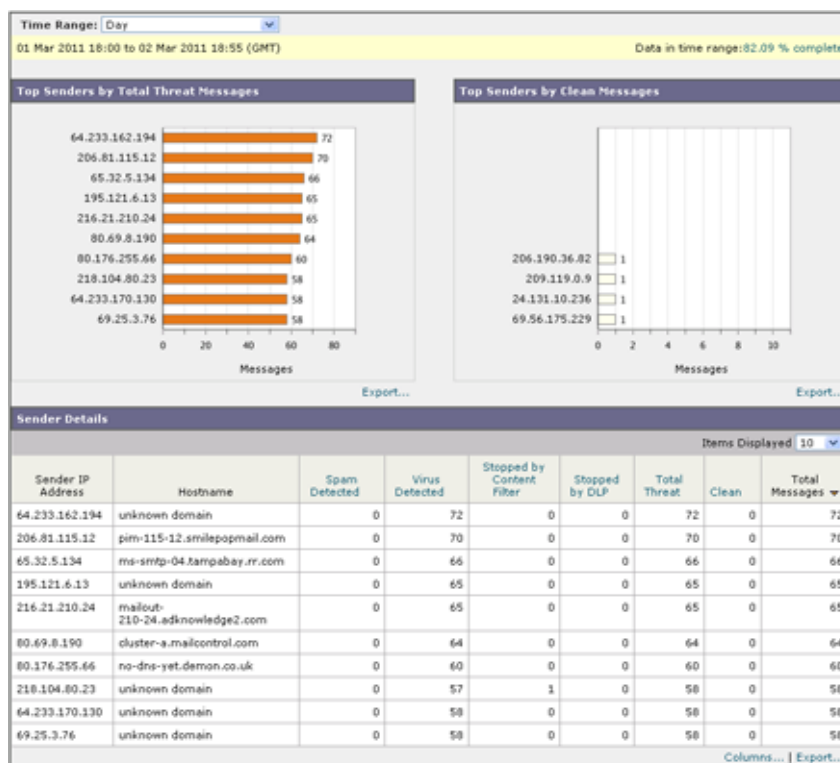 Time Range: Day
01 Mar 2011 18:00 to 02 Mar 2011 18:55 (GMT) Data in time range:82.09 % complete
Top Senders by Total Threat Messages
64.233.162.194 72
206.81.115.12 70
65.32.5.134 66
195.121.6.13 65
216.21.210.24 65
80.69.8.190 64
80.176.255.66 60
218.104.80.23 58
64.233.170.130 58
69.25.3.76 58
0 20 40 60 80
Messages
Export...
Top Senders by Clean Messages
206.190.36.82 1
209.119.0.9 1
24.131.10.236 1
69.56.175.229 1
0 2 4 6 8 10
Messages
Export...
Sender Details
Items Displayed 10
Sender IP Address Hostname Spam Detected Virus Detected Stopped by Content Filter Stopped by DLP Total Threat Clean Total Messages
64.233.162.194 unknown domain 0 72 0 0 72 0 72
206.81.115.12 pim-115-12.smilepopmail.com 0 70 0 0 70 0 70
65.32.5.134 ms-smtp-04.tampabay.rr.com 0 66 0 0 66 0 66
195.121.6.13 unknown domain 0 65 0 0 65 0 65
216.21.210.24 mailout-210-24.adknowledge2.com 0 65 0 0 65 0 65
80.69.8.190 cluster-a.mailcontrol.com 0 64 0 0 64 0 64
80.176.255.66 no-dns-yet.demon.co.uk 0 60 0 0 60 0 60
218.104.80.23 unknown domain 0 57 1 0 58 0 58
64.233.170.130 unknown domain 0 58 0 0 58 0 58
69.25.3.76 unknown domain 0 58 0 0 58 0 58
Columns... | Export...